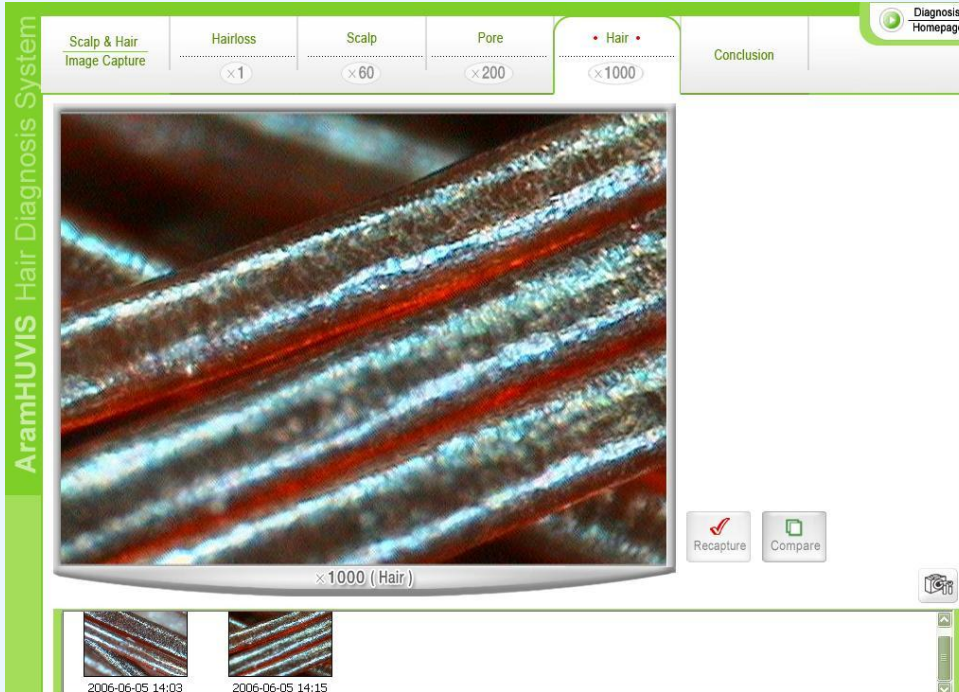 AramHUVIS Hair Diagnosis System
Scalp & Hair
Image Capture
Hairloss
×1
Scalp
×60
Pore
×200
• Hair •
×1000
Conclusion
Diagnosis
Homepage
×1000 ( Hair )
Recapture
Compare
2006-06-05 14:03
2006-06-05 14:15